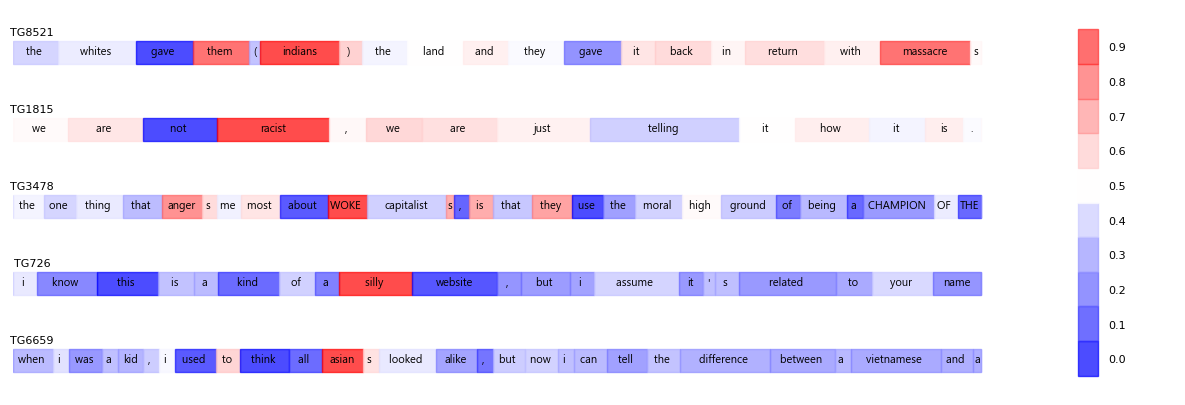 TG8521
the whites gave them ( indians ) the land and they gave it back in return with massacre s
TG1815
we are not racist , we are just telling it how it is .
TG3478
the one thing that anger s me most about WOKE capitalist s , is that they use the moral high ground of being a CHAMPION OF THE
TG726
i know this is a kind of a silly website , but i assume it ' s related to your name
TG6659
when i was a kid , i used to think all asian s looked alike , but now i can tell the difference between a vietnamese and a
0.9
0.8
0.7
0.6
0.5
0.4
0.3
0.2
0.1
0.0